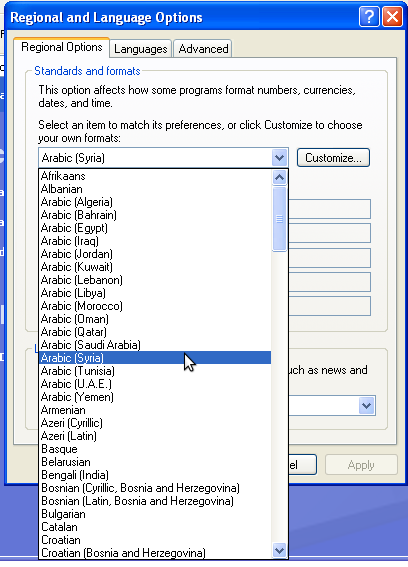 Regional and Language Options
Regional Options
Languages
Advanced
Standards and formats
This option affects how some programs format numbers, currencies,
dates, and time.
Select an item to match its preferences, or click Customize to choose
your own formats:
Arabic (Syria)
Customize...
Afrikaans
Albanian
Arabic (Algeria)
Arabic (Bahrain)
Arabic (Egypt)
Arabic (Iraq)
Arabic (Jordan)
Arabic (Kuwait)
Arabic (Lebanon)
Arabic (Libya)
Arabic (Morocco)
Arabic (Oman)
Arabic (Qatar)
Arabic (Saudi Arabia)
Arabic (Syria)
Arabic (Tunisia)
Arabic (U.A.E.)
Arabic (Yemen)
Armenian
Azeri (Cyrillic)
Azeri (Latin)
Basque
Belarusian
Bengali (India)
Bosnian (Cyrillic, Bosnia and Herzegovina)
Bosnian (Latin, Bosnia and Herzegovina)
Bulgarian
Catalan
Croatian
Croatian (Bosnia and Herzegovina)
such as news and
Apply